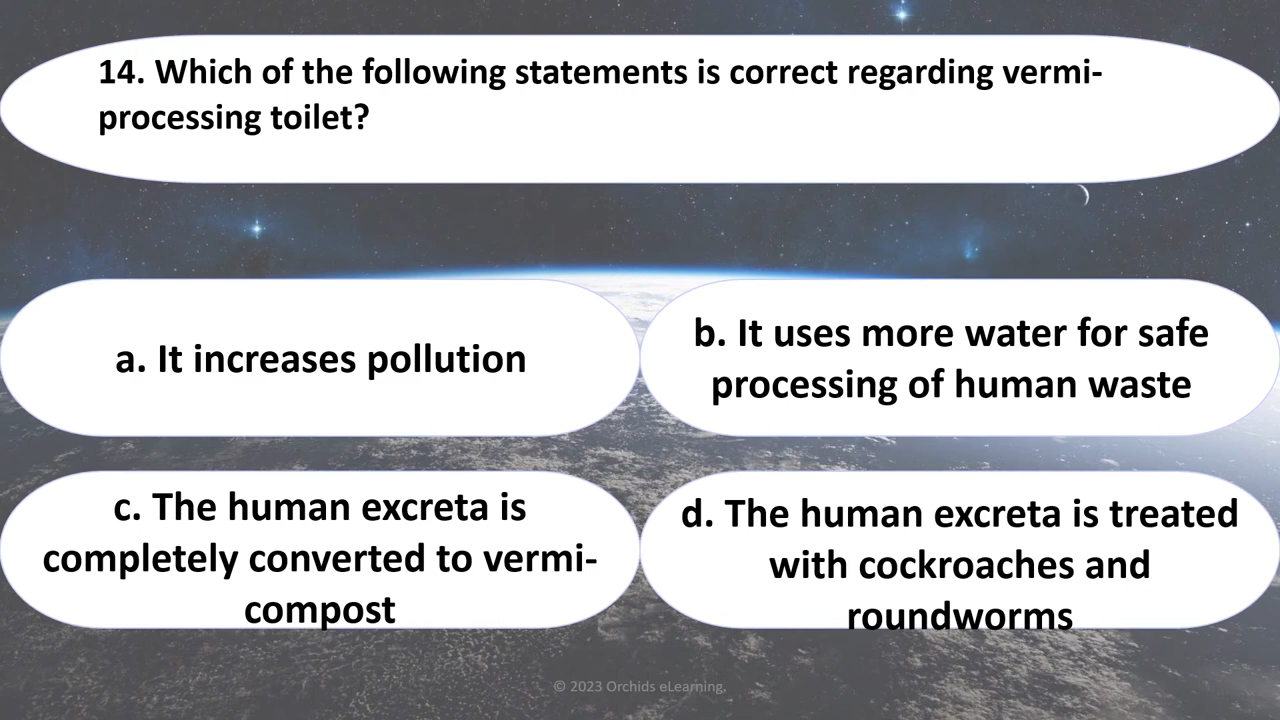 14. Which of the following statements is correct regarding vermi-
processing toilet?
a. It increases pollution
b. It uses more water for safe
processing of human waste
c. The human excreta is
completely converted to vermi-
compost
d. The human excreta is treated
with cockroaches and
roundworms
© 2023 Orchids eLearning,